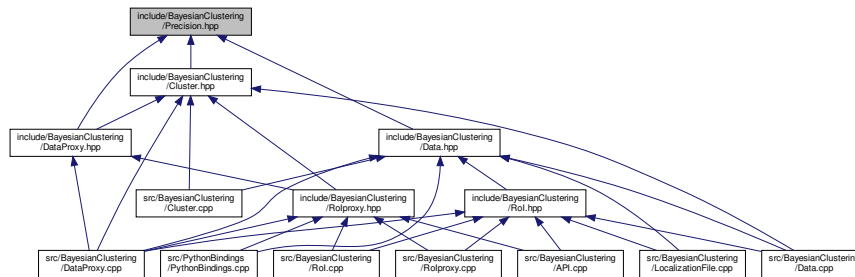 include/BayesianClustering
/Precision.hpp
include/BayesianClustering
/Cluster.hpp
include/BayesianClustering
/DataProxy.hpp
include/BayesianClustering
/Data.hpp
src/BayesianClustering
/Cluster.cpp
include/BayesianClustering
/RoIproxy.hpp
include/BayesianClustering
/RoI.hpp
src/BayesianClustering
/DataProxy.cpp
src/PythonBindings
/PythonBindings.cpp
src/BayesianClustering
/RoI.cpp
src/BayesianClustering
/RoIproxy.cpp
src/BayesianClustering
/API.cpp
src/BayesianClustering
/LocalizationFile.cpp
src/BayesianClustering
/Data.cpp